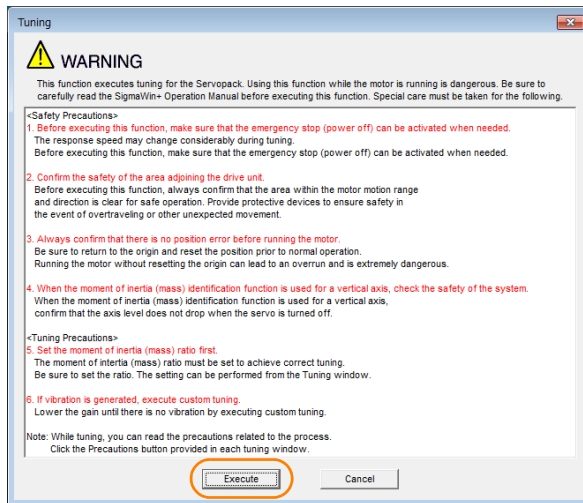 Tuning
WARNING
This function executes tuning for the Servopack. Using this function while the motor is running is dangerous. Be sure to
carefully read the SigmaWin+ Operation Manual before executing this function. Special care must be taken for the following.
<Safety Precautions>
1. Before executing this function, make sure that the emergency stop (power off) can be activated when needed.
The response speed may change considerably during tuning.
Before executing this function, make sure that the emergency stop (power off) can be activated when needed.
2. Confirm the safety of the area adjoining the drive unit.
Before executing this function, always confirm that the area within the motor motion range
and direction is clear for safe operation. Provide protective devices to ensure safety in
the event of overtraveling or other unexpected movement.
3. Always confirm that there is no position error before running the motor.
Be sure to return to the origin and reset the position prior to normal operation.
Running the motor without resetting the origin can lead to an overrun and is extremely dangerous.
4. When the moment of inertia (mass) identification function is used for a vertical axis, check the safety of the system.
When the moment of inertia (mass) identification function is used for a vertical axis,
confirm that the axis level does not drop when the servo is turned off.
<Tuning Precautions>
5. Set the moment of inertia (mass) ratio first.
The moment of intertia (mass) ratio must be set to achieve correct tuning.
Be sure to set the ratio. The setting can be performed from the Tuning window.
6. If vibration is generated, execute custom tuning.
Lower the gain until there is no vibration by executing custom tuning.
Note: While tuning, you can read the precautions related to the process.
Click the Precautions button provided in each tuning window.
Execute Cancel